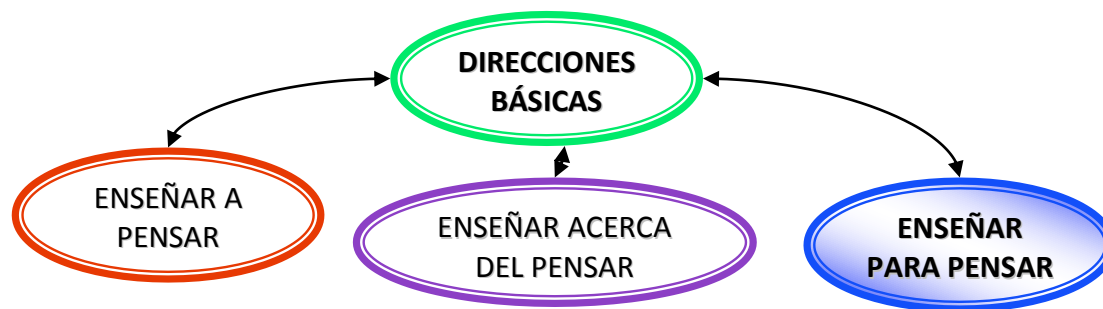 DIRECCIONES
BÁSICAS
ENSEÑAR A
PENSAR
ENSEÑAR ACERCA
DEL PENSAR
ENSEÑAR
PARA PENSAR